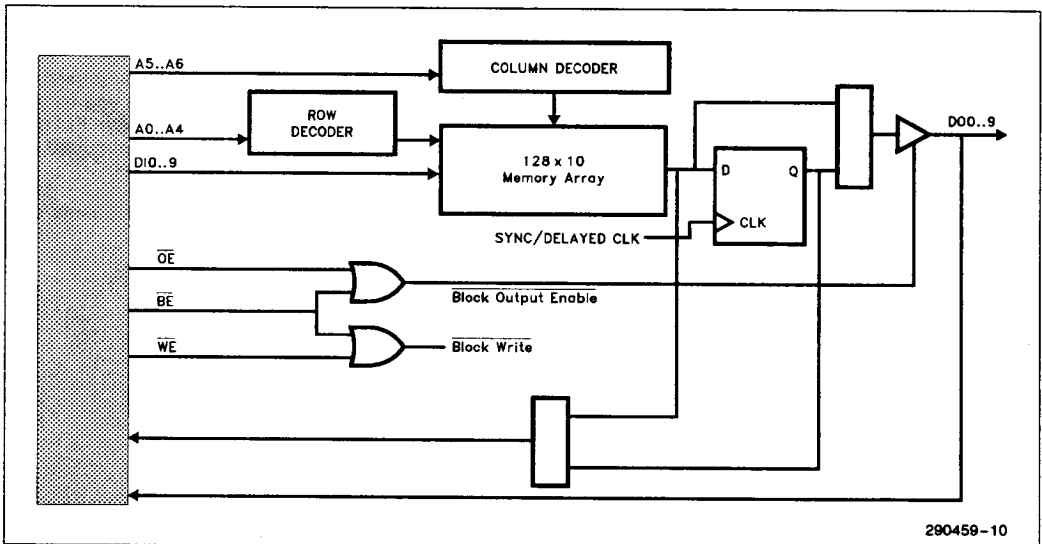 A5..A6
COLUMN DECODER
ROW
DECODER
A0..A4
DI0..9
128 x 10
Memory Array
D
Q
CLK
SYNC/DELAYED CLK
DO0..9
OE
BE
WE
Block Output Enable
Block Write
290459-10